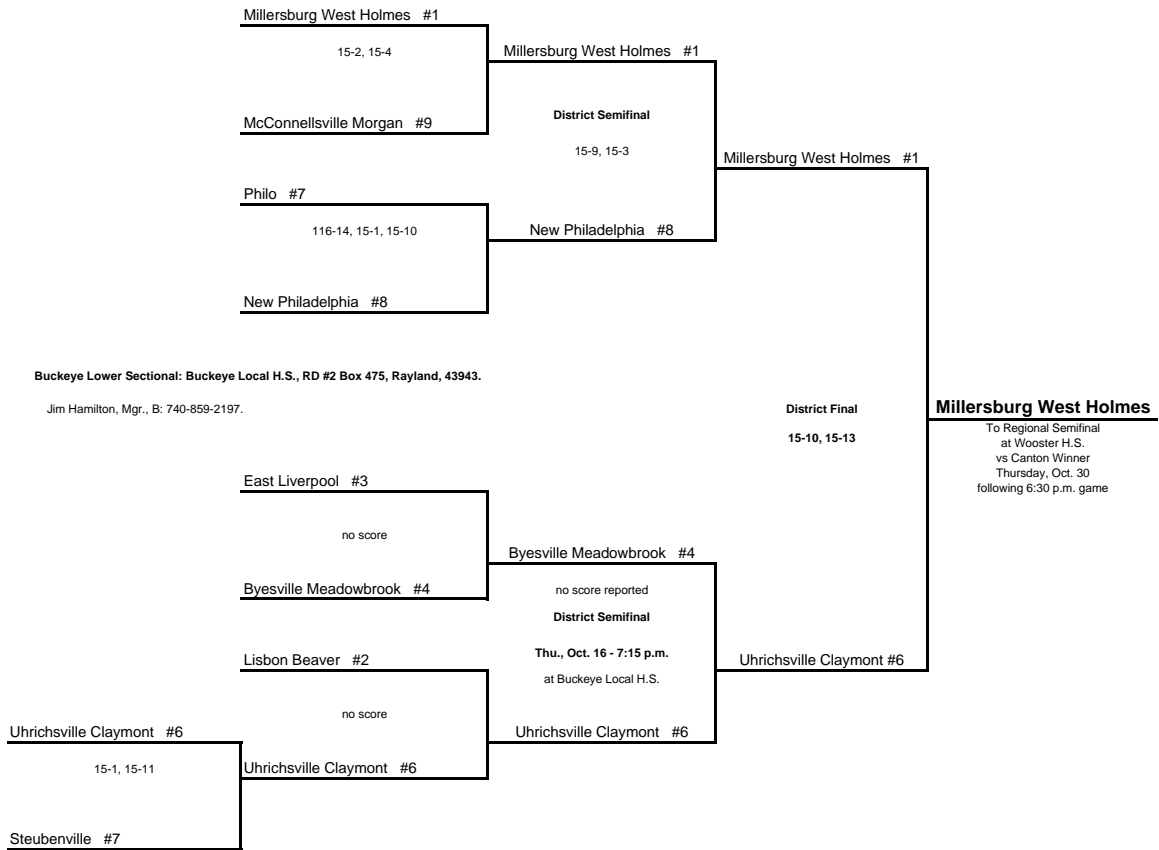 Millersburg West Holmes #1
15-2, 15-4
Millersburg West Holmes #1
McConnellsville Morgan #9
District Semifinal
15-9, 15-3
Millersburg West Holmes #1
Philo #7
116-14, 15-1, 15-10
New Philadelphia #8
New Philadelphia #8
Buckeye Lower Sectional: Buckeye Local H.S., RD #2 Box 475, Rayland, 43943.
Jim Hamilton, Mgr., B: 740-859-2197.
District Final
15-10, 15-13
Millersburg West Holmes
To Regional Semifinal
at Wooster H.S.
vs Canton Winner
Thursday, Oct. 30
following 6:30 p.m. game
East Liverpool #3
no score
Byesville Meadowbrook #4
Byesville Meadowbrook #4
no score reported
District Semifinal
Thu., Oct. 16 - 7:15 p.m.
at Buckeye Local H.S.
Lisbon Beaver #2
Uhrichsville Claymont #6
no score
Uhrichsville Claymont #6
Uhrichsville Claymont #6
15-1, 15-11
Uhrichsville Claymont #6
Steubenville #7